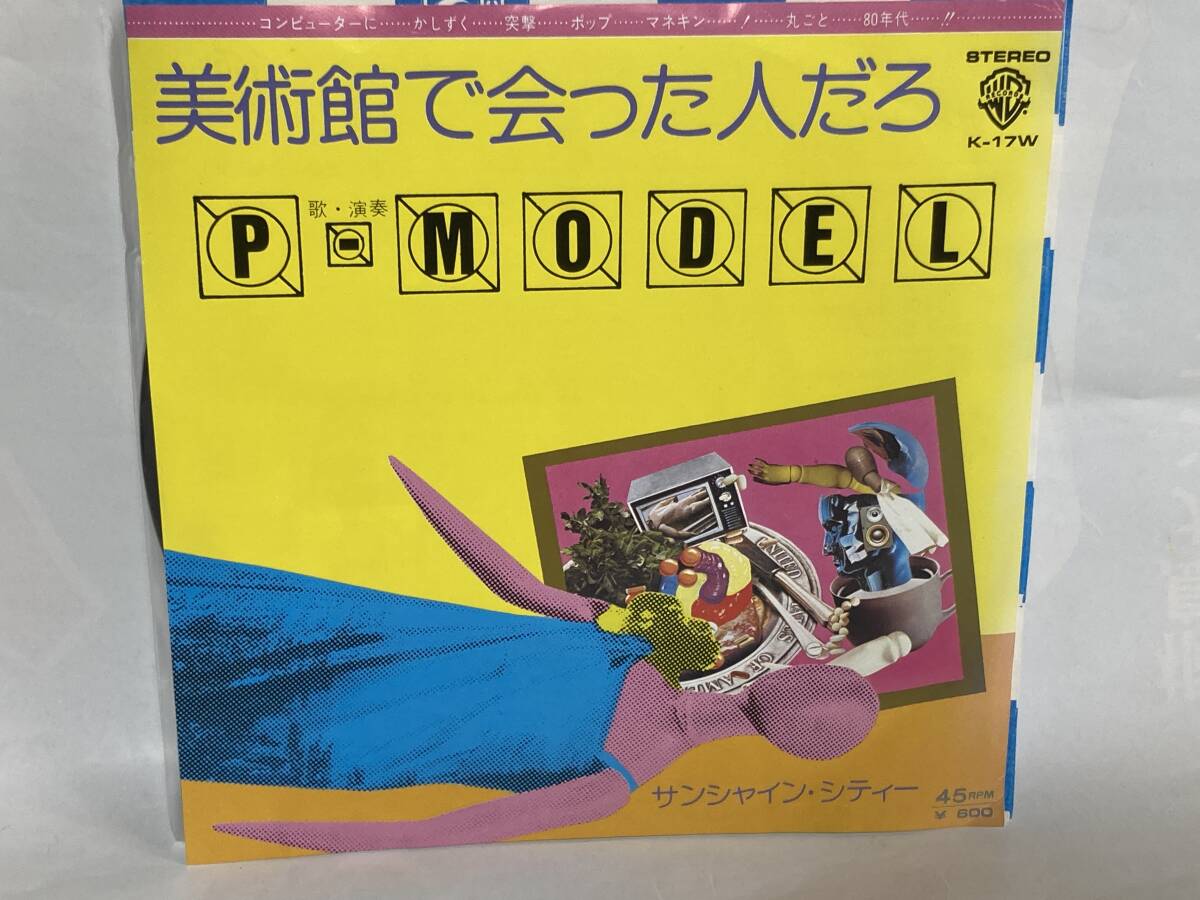 コンピューターに……かしずく……突撃……ポップ……マネキン……!……丸ごと……80年代……!!
STEREO
美術館で会った人だろ
RECORDS
K-17W
歌・演奏
P-MODEL
サンシャイン・シティー
45RPM
¥600